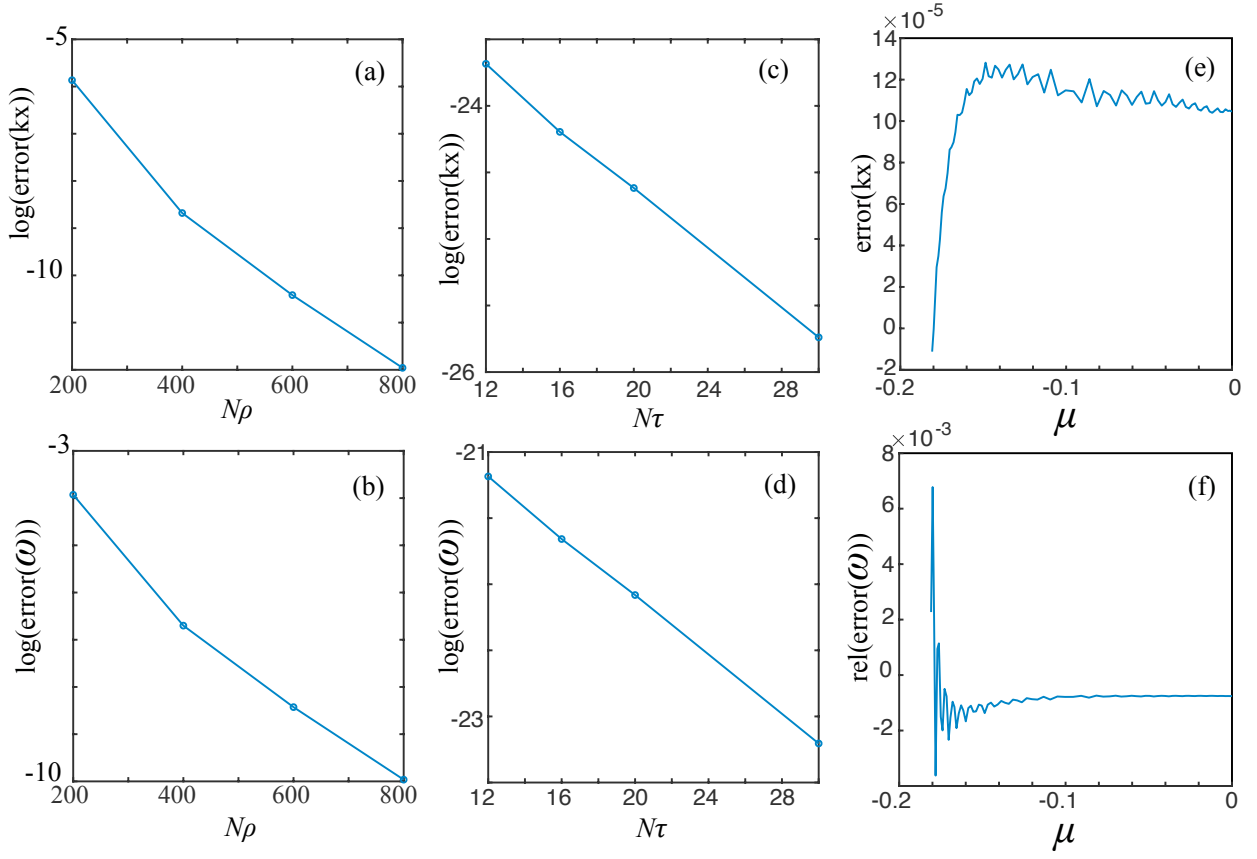 -5
(a)
log(error(kx))
-10
200
400
600
800
Nρ
(c)
-24
log(error(kx))
-26
12
16
20
24
28
Nτ
×10⁻⁵
14
(e)
12
10
8
6
4
2
0
-2
error(kx)
-0.2
-0.1
0
μ
-3
(b)
log(error(ω))
-10
200
400
600
800
Nρ
-21
(d)
log(error(ω))
-23
12
16
20
24
28
Nτ
×10⁻³
8
(f)
6
4
2
0
-2
rel(error(ω))
-0.2
-0.1
0
μ